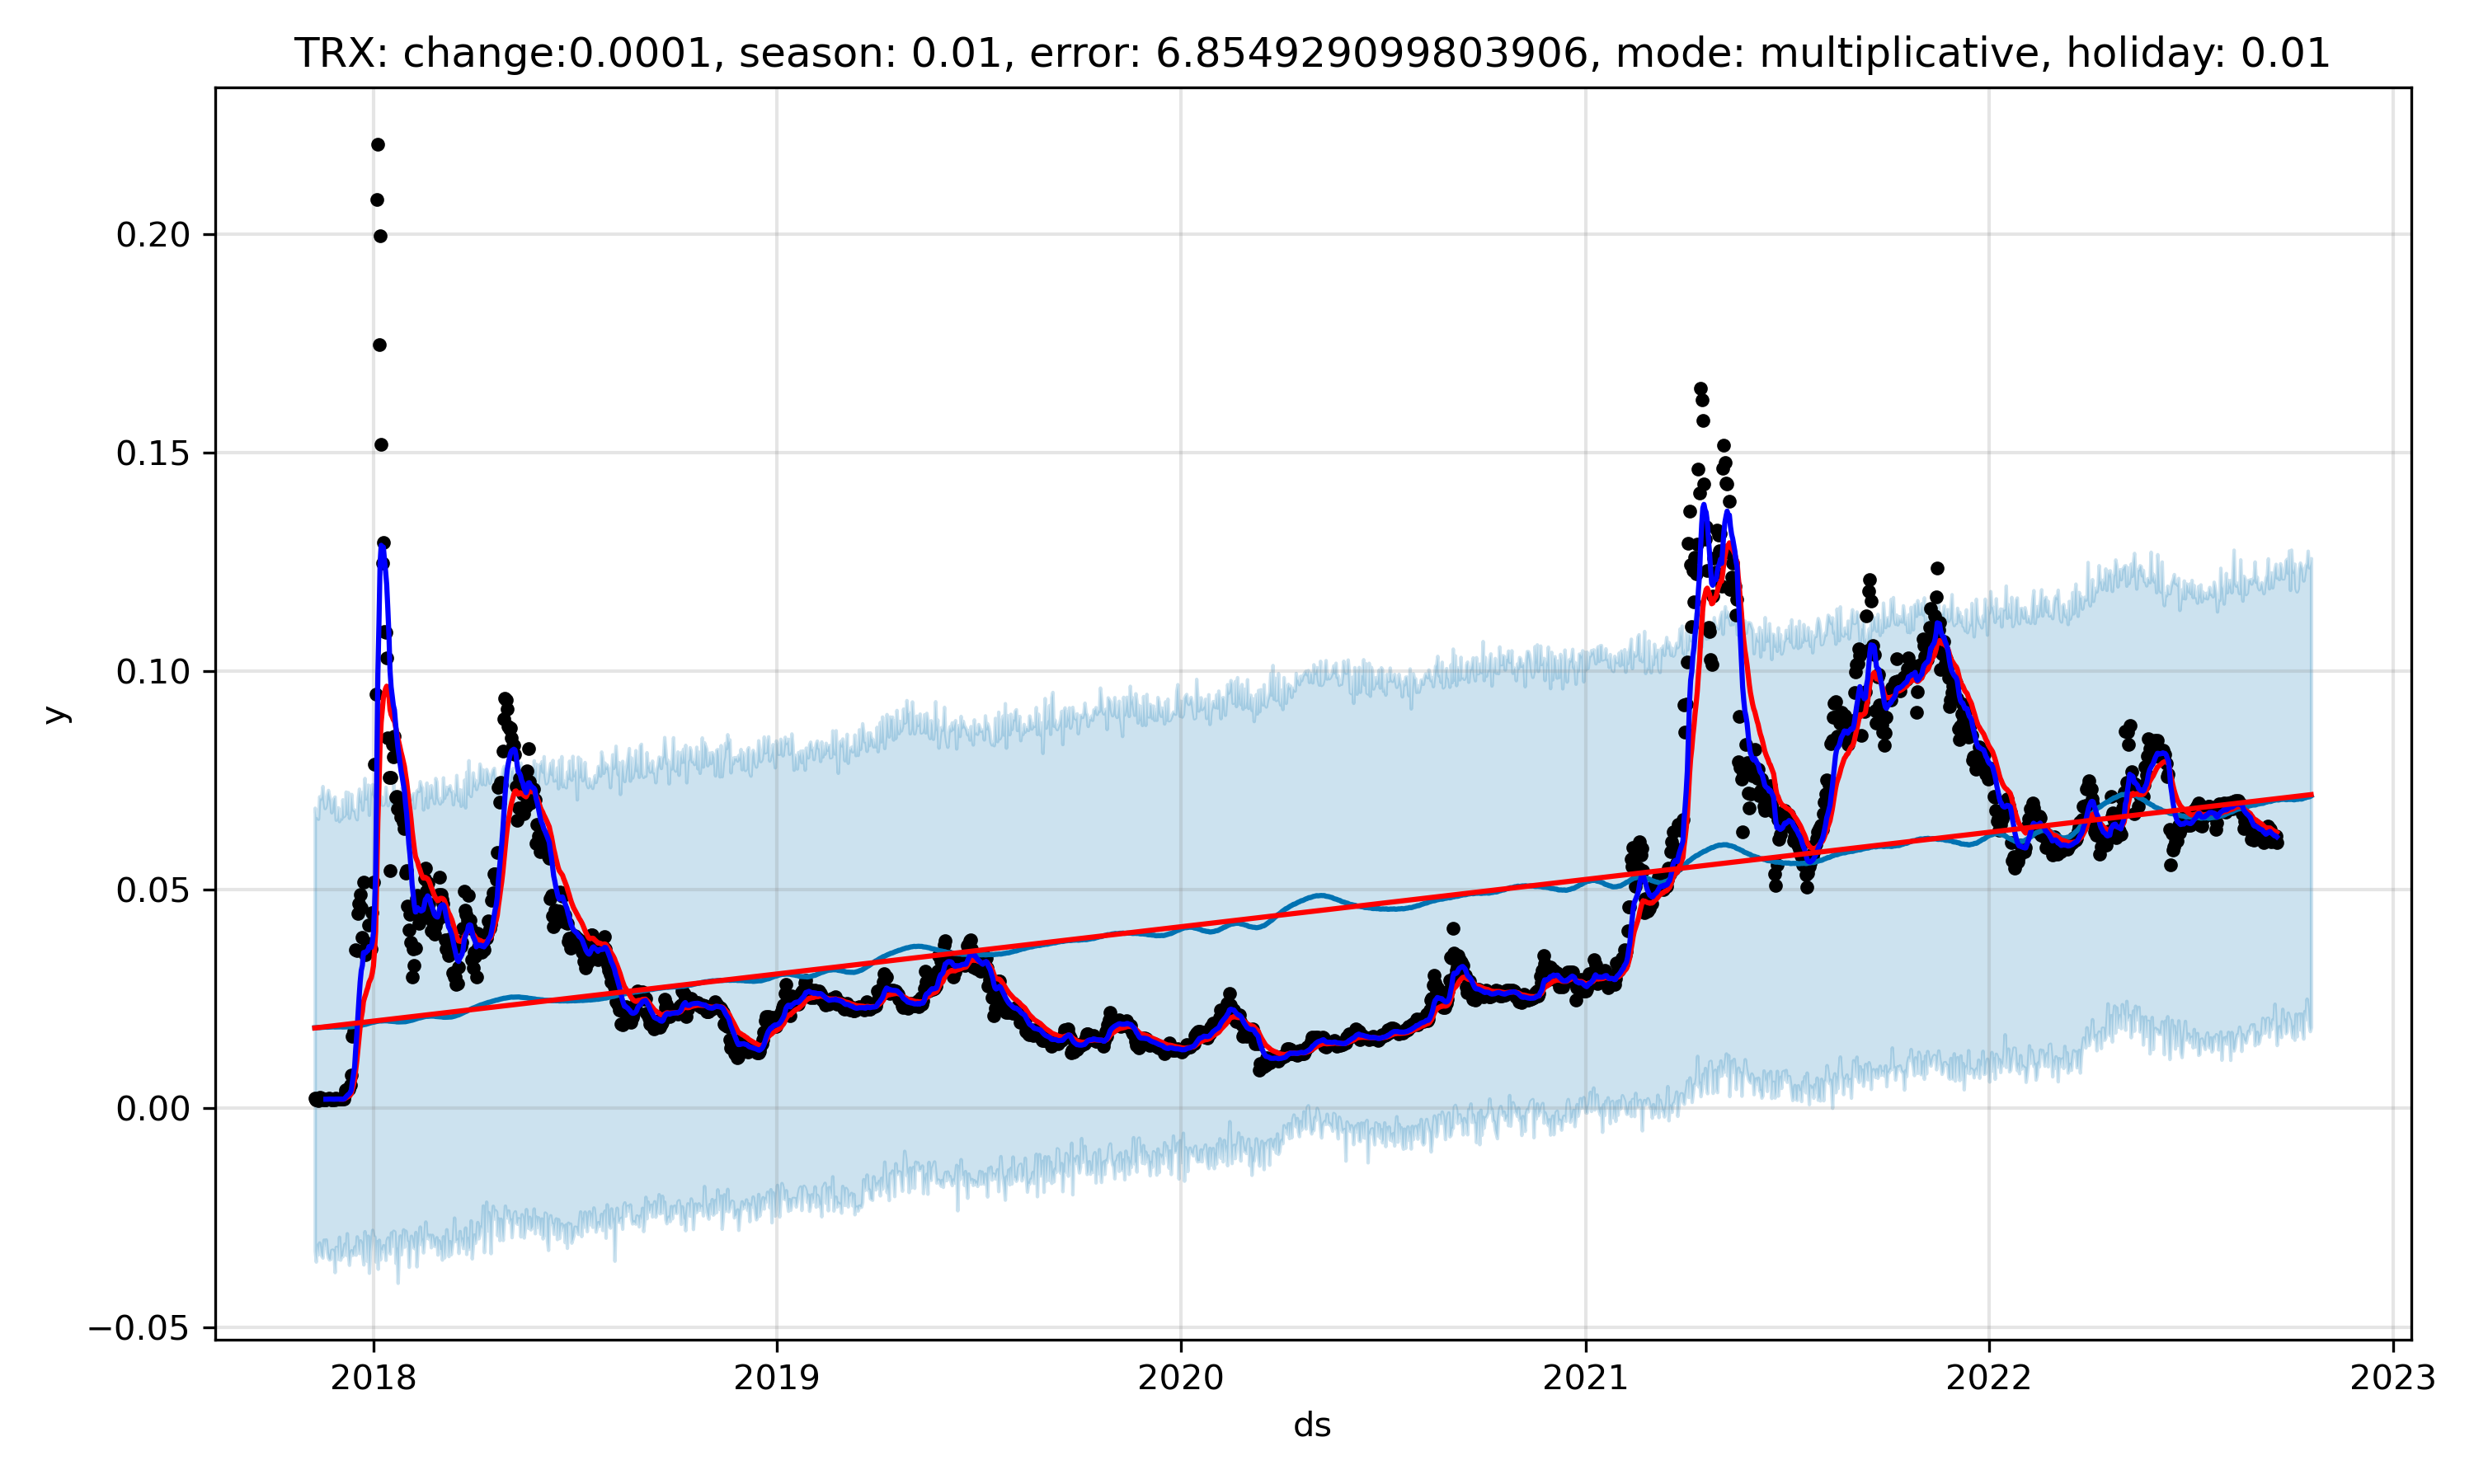 TRX: change:0.0001, season: 0.01, error: 6.854929099803906, mode: multiplicative, holiday: 0.01
0.20
0.15
0.10
y
0.05
0.00
−0.05
2018 2019 2020 2021 2022 2023
ds